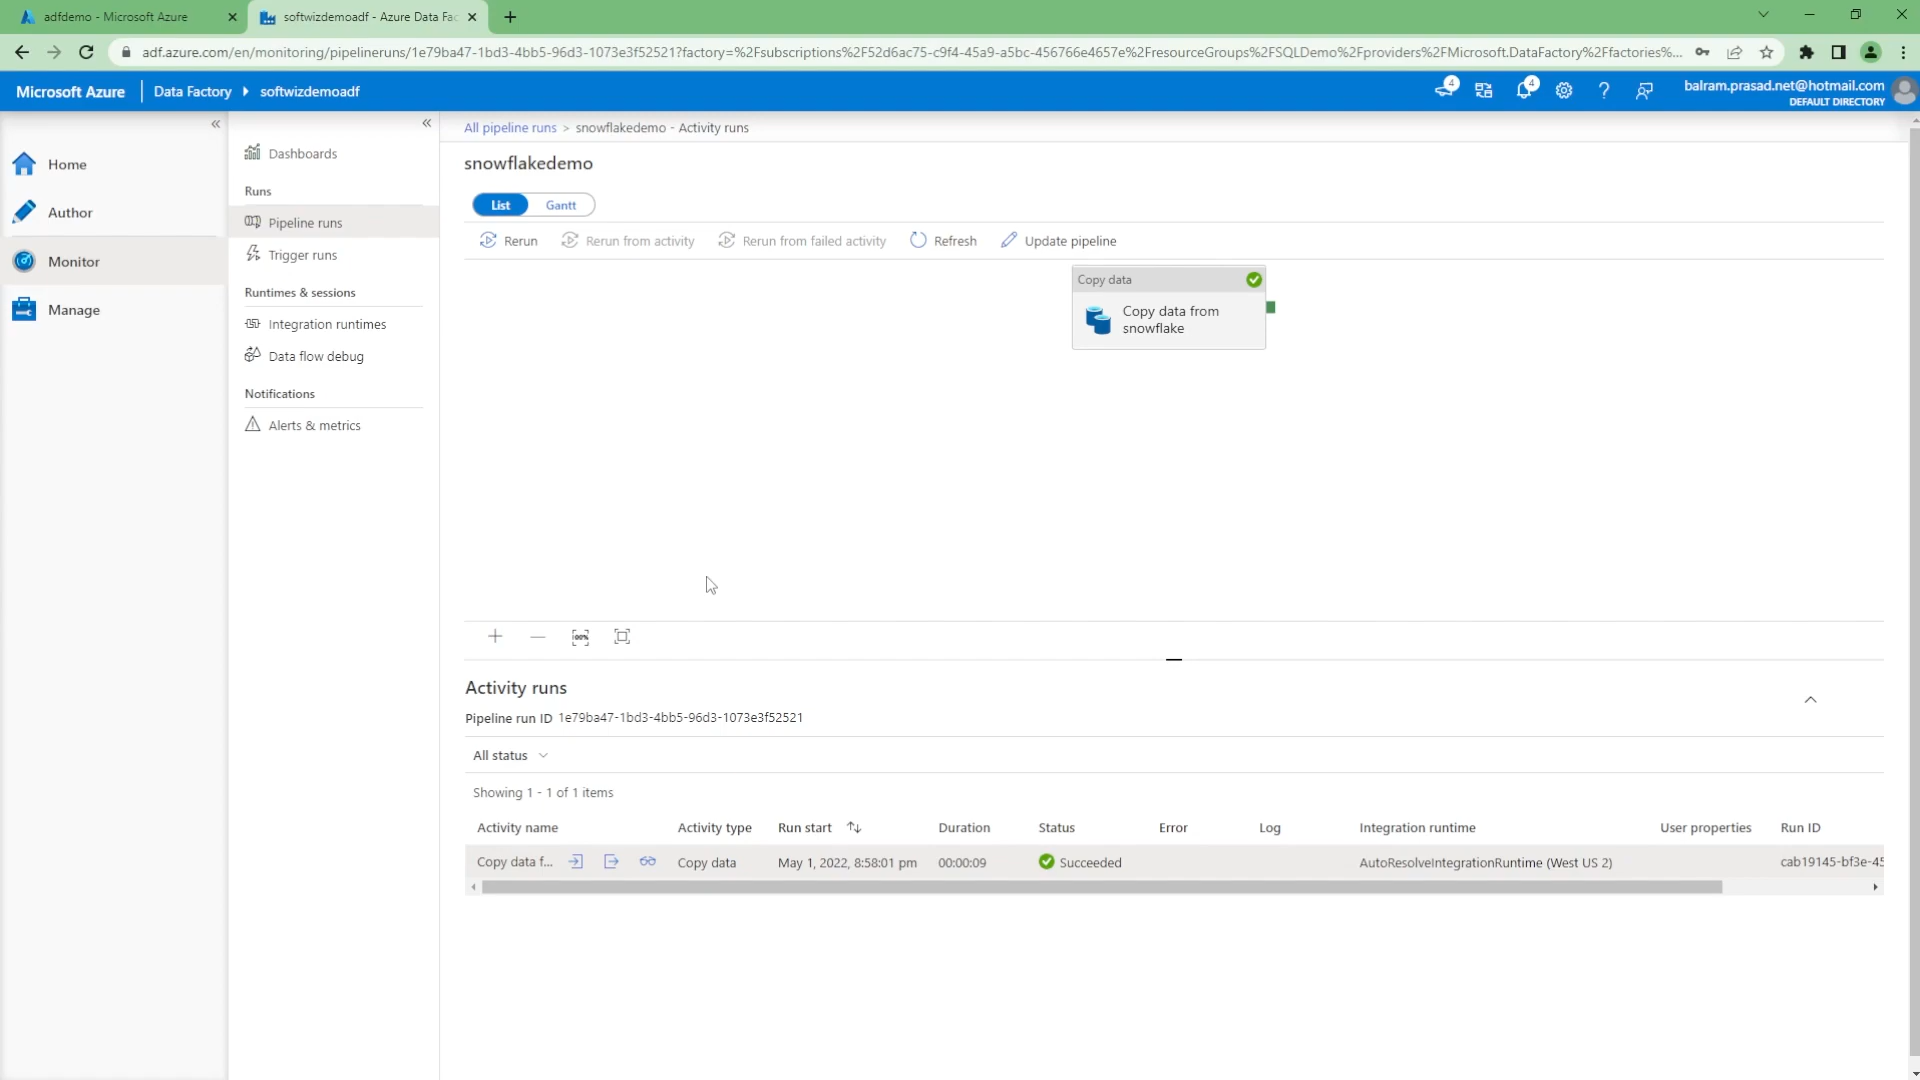 adfdemo - Microsoft Azure
softwizdemoadf - Azure Data Fac
adf.azure.com/en/monitoring/pipelineruns/1e79ba47-1bd3-4bb5-96d3-1073e3f52521?factory=%2Fsubscriptions%2F52d6ac75-c9f4-45a9-a5bc-456766e4657e%2FresourceGroups%2FSQLDemo%2Fproviders%2FMicrosoft.DataFactory%2Ffactories%...
Microsoft Azure
Data Factory
softwizdemoadf
4
4
balram.prasad.net@hotmail.com
DEFAULT DIRECTORY
Home
Author
Monitor
Manage
Dashboards
Runs
Pipeline runs
Trigger runs
Runtimes & sessions
Integration runtimes
Data flow debug
Notifications
Alerts & metrics
All pipeline runs > snowflakedemo - Activity runs
snowflakedemo
List Gantt
Rerun Rerun from activity Rerun from failed activity Refresh Update pipeline
Copy data
Copy data from
snowflake
Activity runs
Pipeline run ID 1e79ba47-1bd3-4bb5-96d3-1073e3f52521
All status
Showing 1 - 1 of 1 items
Activity name Activity type Run start Duration Status Error Log Integration runtime User properties Run ID
Copy data f... Copy data May 1, 2022, 8:58:01 pm 00:00:09 Succeeded AutoResolveIntegrationRuntime (West US 2) cab19145-bf3e-45